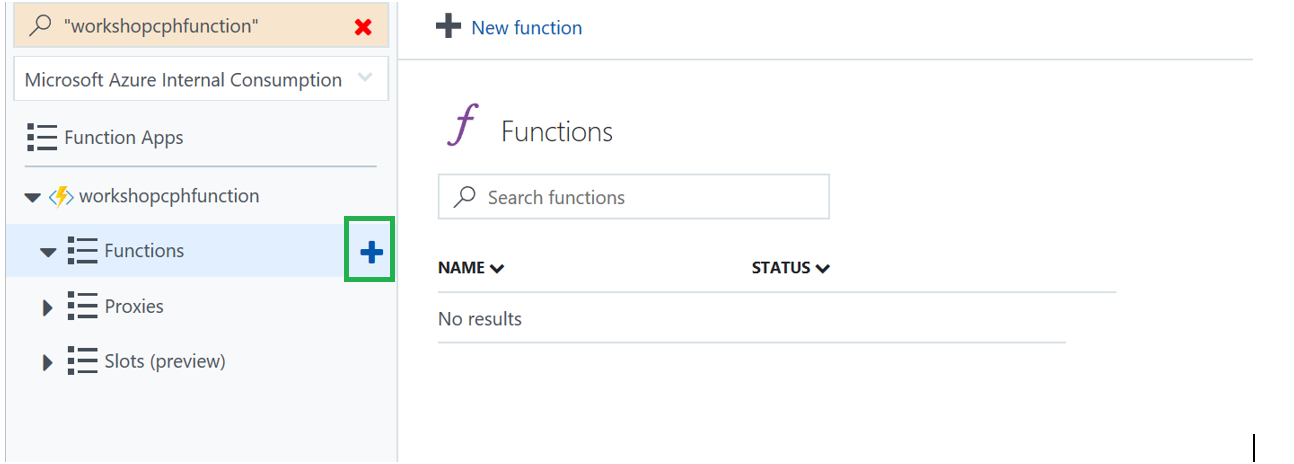 "workshopcphfunction"
Microsoft Azure Internal Consumption
Function Apps
workshopcphfunction
Functions
Proxies
Slots (preview)
New function
Functions
Search functions
NAME STATUS
No results